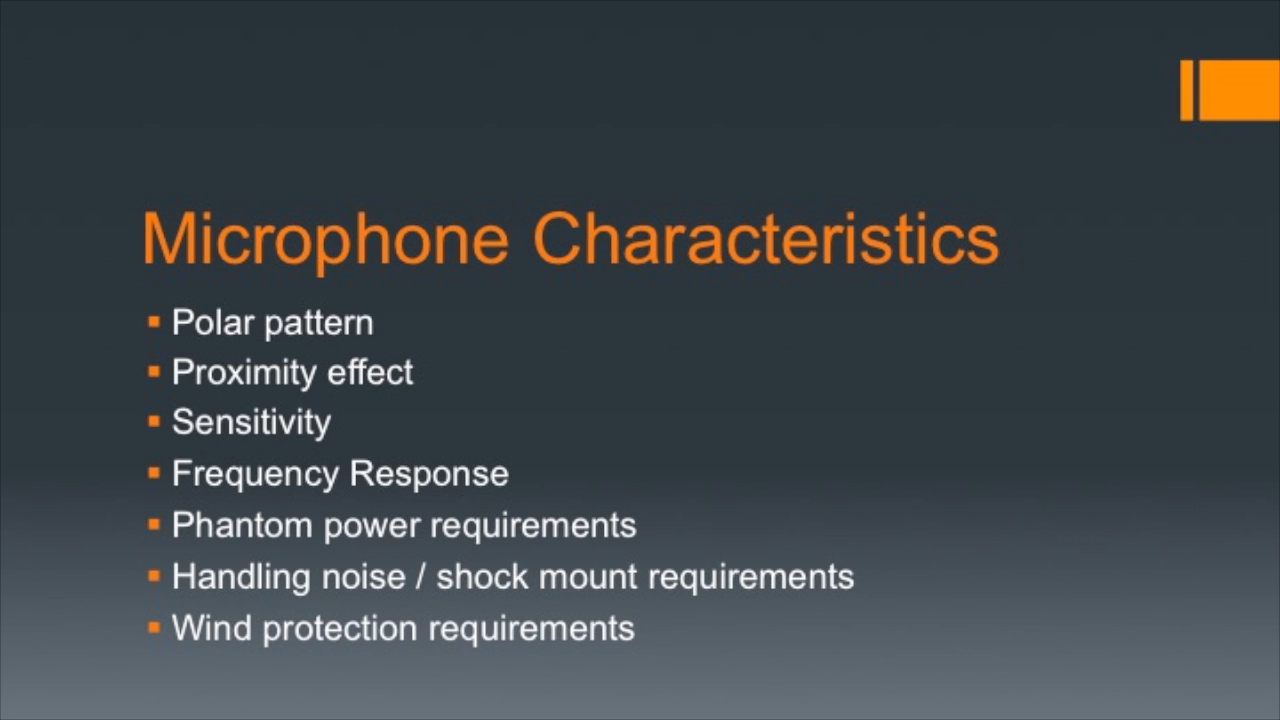 Microphone Characteristics
Polar pattern
Proximity effect
Sensitivity
Frequency Response
Phantom power requirements
Handling noise / shock mount requirements
Wind protection requirements